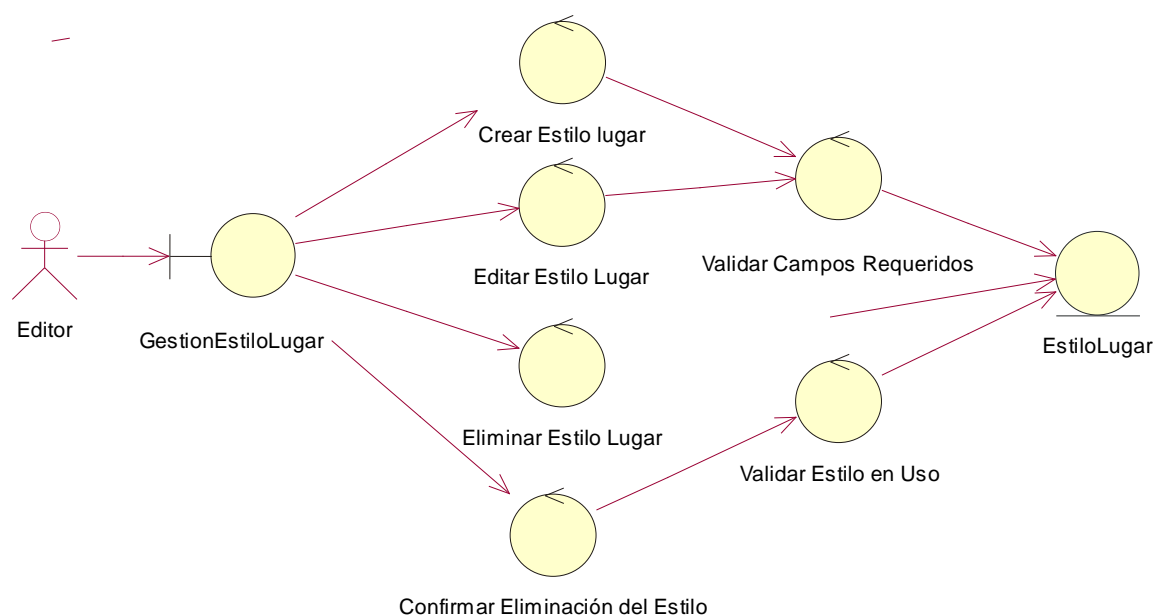 Crear Estilo lugar
Validar Campos Requeridos
Editar Estilo Lugar
Editor
GestionEstiloLugar
EstiloLugar
Eliminar Estilo Lugar
Validar Estilo en Uso
Confirmar Eliminación del Estilo